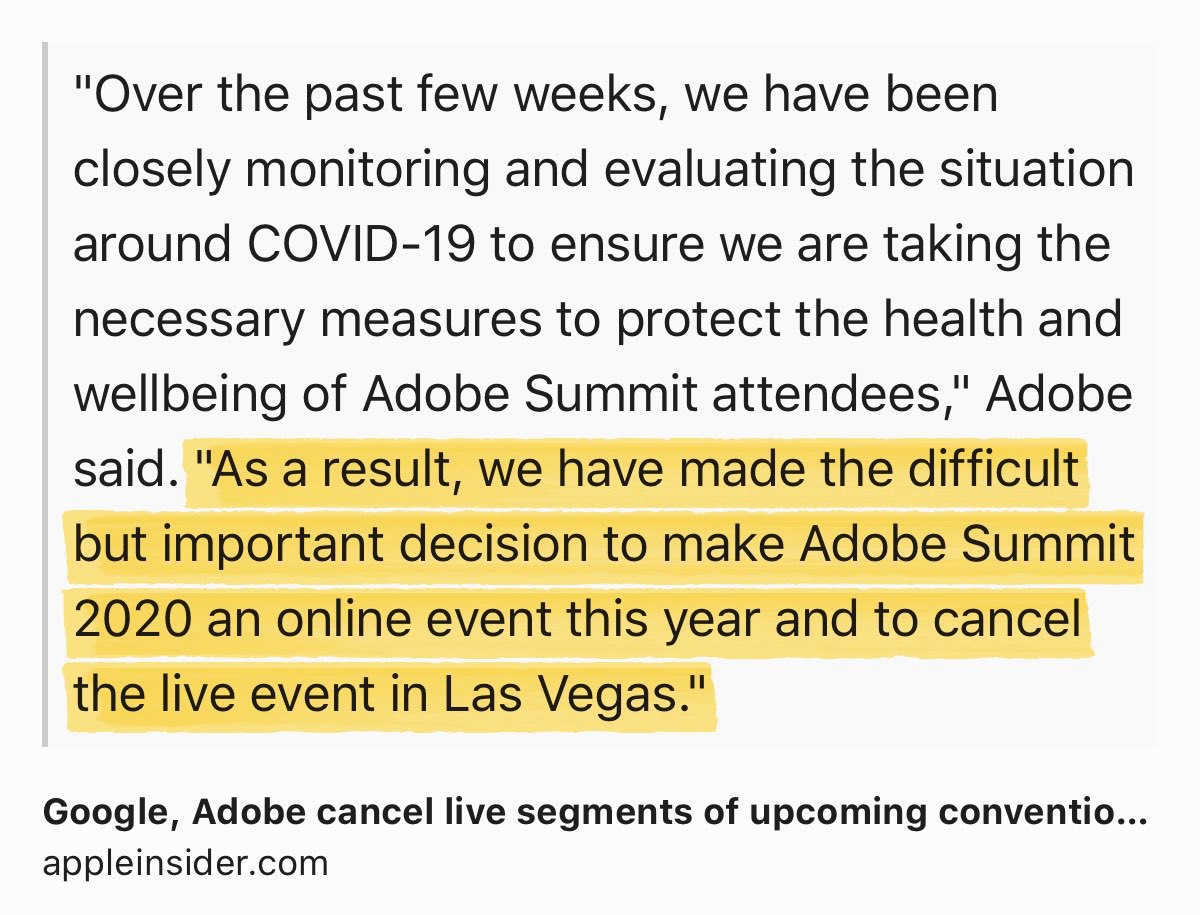 "Over the past few weeks, we have been
closely monitoring and evaluating the situation
around COVID-19 to ensure we are taking the
necessary measures to protect the health and
wellbeing of Adobe Summit attendees," Adobe
said. "As a result, we have made the difficult
but important decision to make Adobe Summit
2020 an online event this year and to cancel
the live event in Las Vegas."
Google, Adobe cancel live segments of upcoming conventio...
appleinsider.com